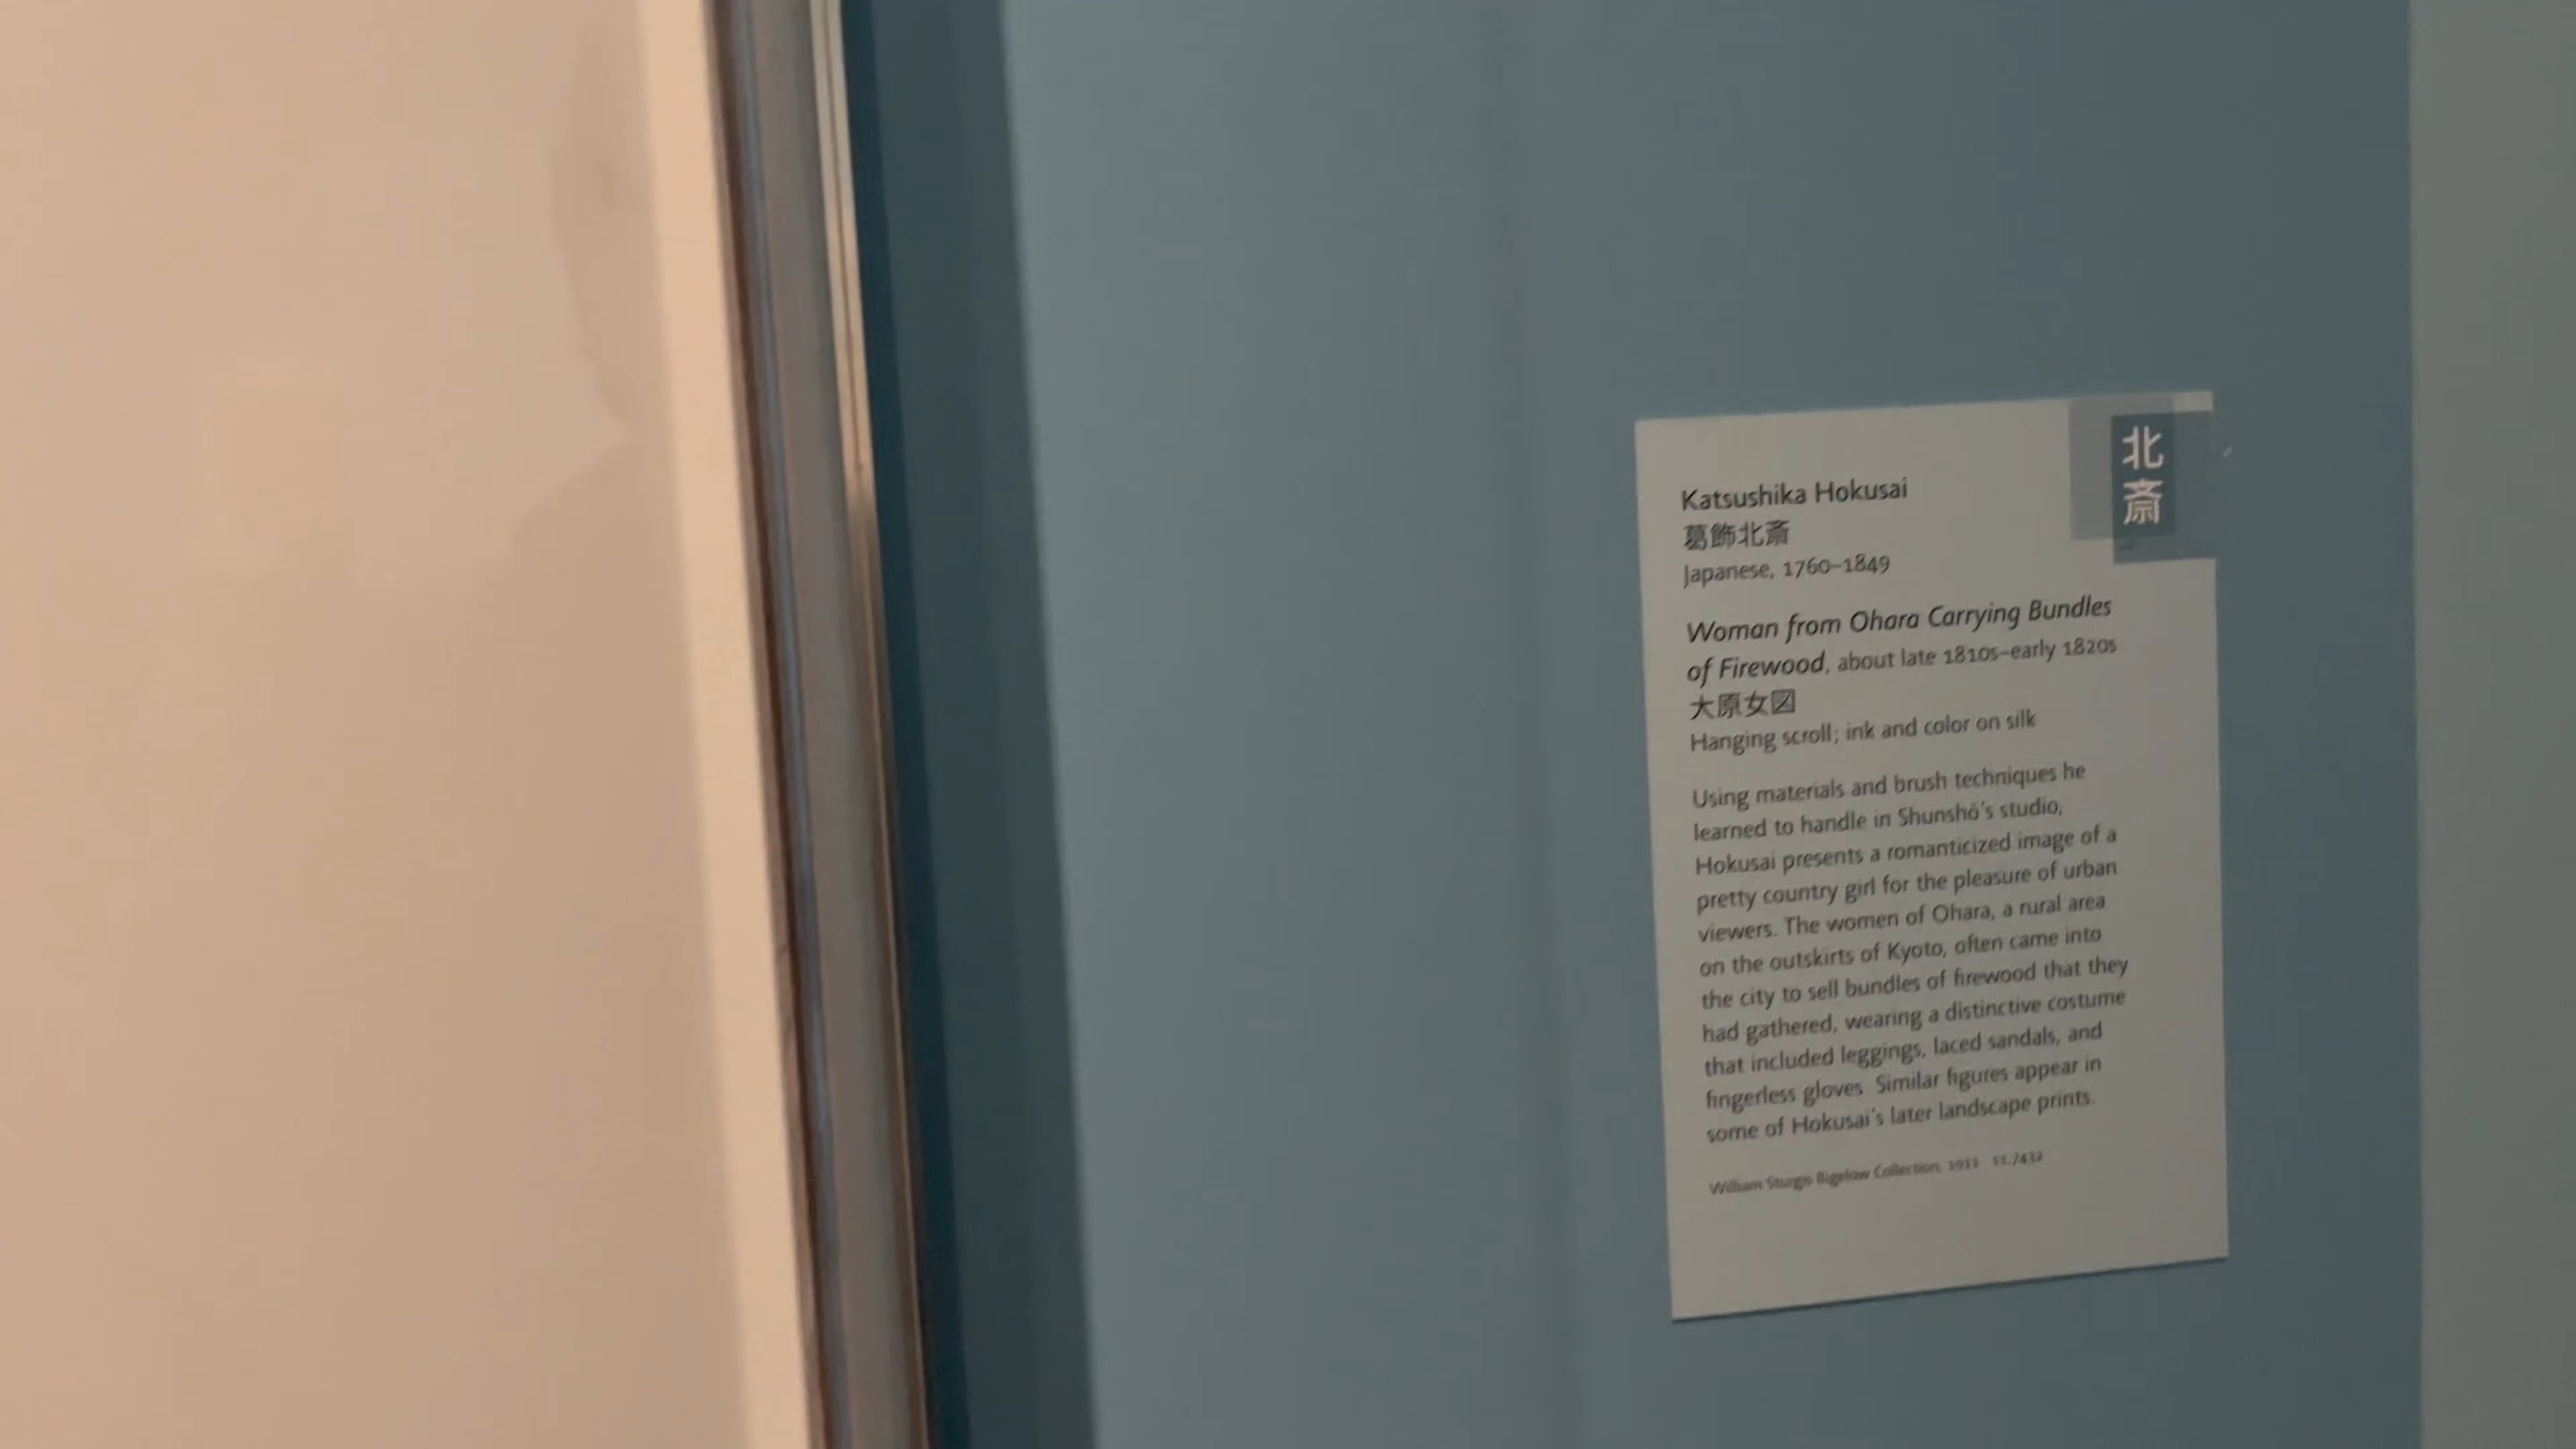 北斎
Katsushika Hokusai
葛飾北斎
Japanese, 1760–1849
Woman from Ohara Carrying Bundles
of Firewood, about late 1810s–early 1820s
大原女図
Hanging scroll; ink and color on silk
Using materials and brush techniques he
learned to handle in Shunshō's studio,
Hokusai presents a romanticized image of a
pretty country girl for the pleasure of urban
viewers. The women of Ohara, a rural area
on the outskirts of Kyoto, often came into
the city to sell bundles of firewood that they
had gathered, wearing a distinctive costume
that included leggings, laced sandals, and
fingerless gloves. Similar figures appear in
some of Hokusai's later landscape prints.
William Sturgis Bigelow Collection, 1911 11.7432